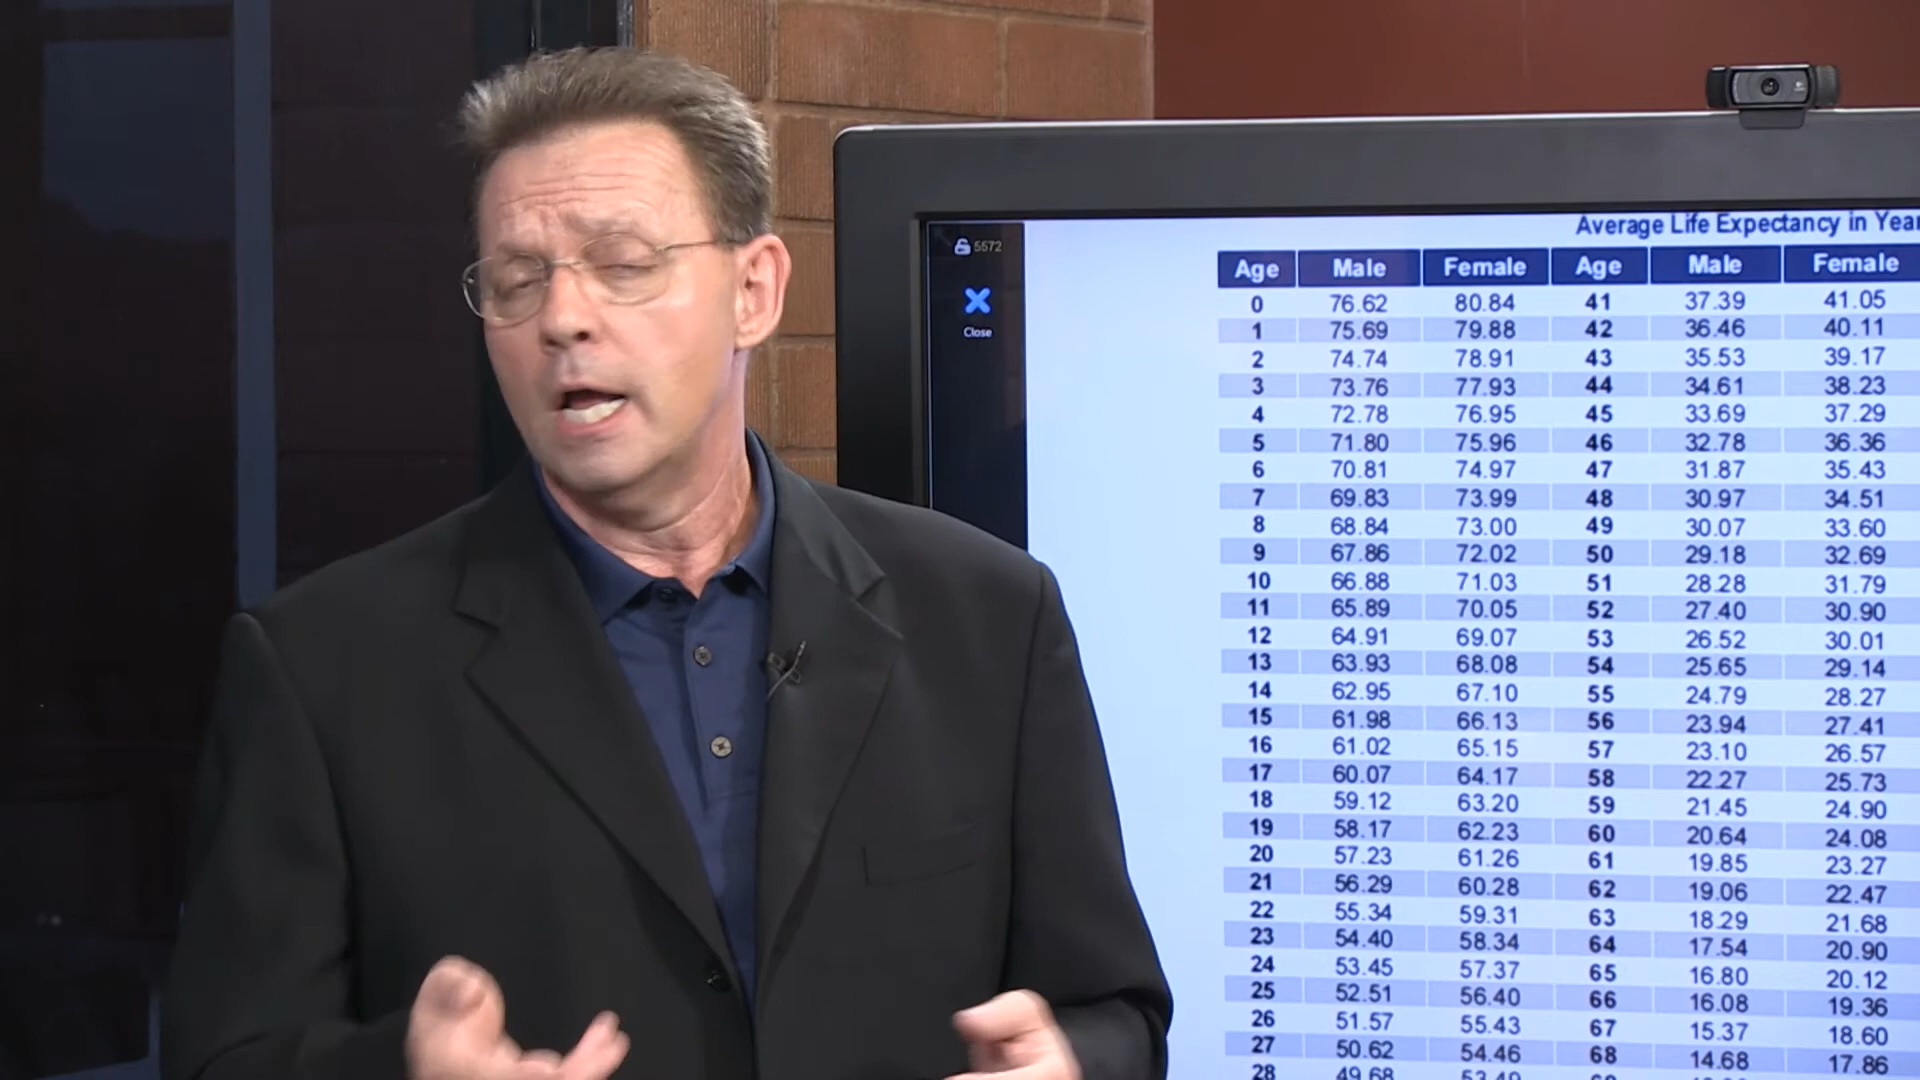 Average Life Expectancy in
5572
Close
Age Male Female Age Male Female
0 76.62 80.84 41 37.39 41.05
1 75.69 79.88 42 36.46 40.11
2 74.74 78.91 43 35.53 39.17
3 73.76 77.93 44 34.61 38.23
4 72.78 76.95 45 33.69 37.29
5 71.80 75.96 46 32.78 36.36
6 70.81 74.97 47 31.87 35.43
7 69.83 73.99 48 30.97 34.51
8 68.84 73.00 49 30.07 33.60
9 67.86 72.02 50 29.18 32.69
10 66.88 71.03 51 28.28 31.79
11 65.89 70.05 52 27.40 30.90
12 64.91 69.07 53 26.52 30.01
13 63.93 68.08 54 25.65 29.14
14 62.95 67.10 55 24.79 28.27
15 61.98 66.13 56 23.94 27.41
16 61.02 65.15 57 23.10 26.57
17 60.07 64.17 58 22.27 25.73
18 59.12 63.20 59 21.45 24.90
19 58.17 62.23 60 20.64 24.08
20 57.23 61.26 61 19.85 23.27
21 56.29 60.28 62 19.06 22.47
22 55.34 59.31 63 18.29 21.68
23 54.40 58.34 64 17.54 20.90
24 53.45 57.37 65 16.80 20.12
25 52.51 56.40 66 16.08 19.36
26 51.57 55.43 67 15.37 18.60
27 50.62 54.46 68 14.68 17.86
28 49.68 53.49